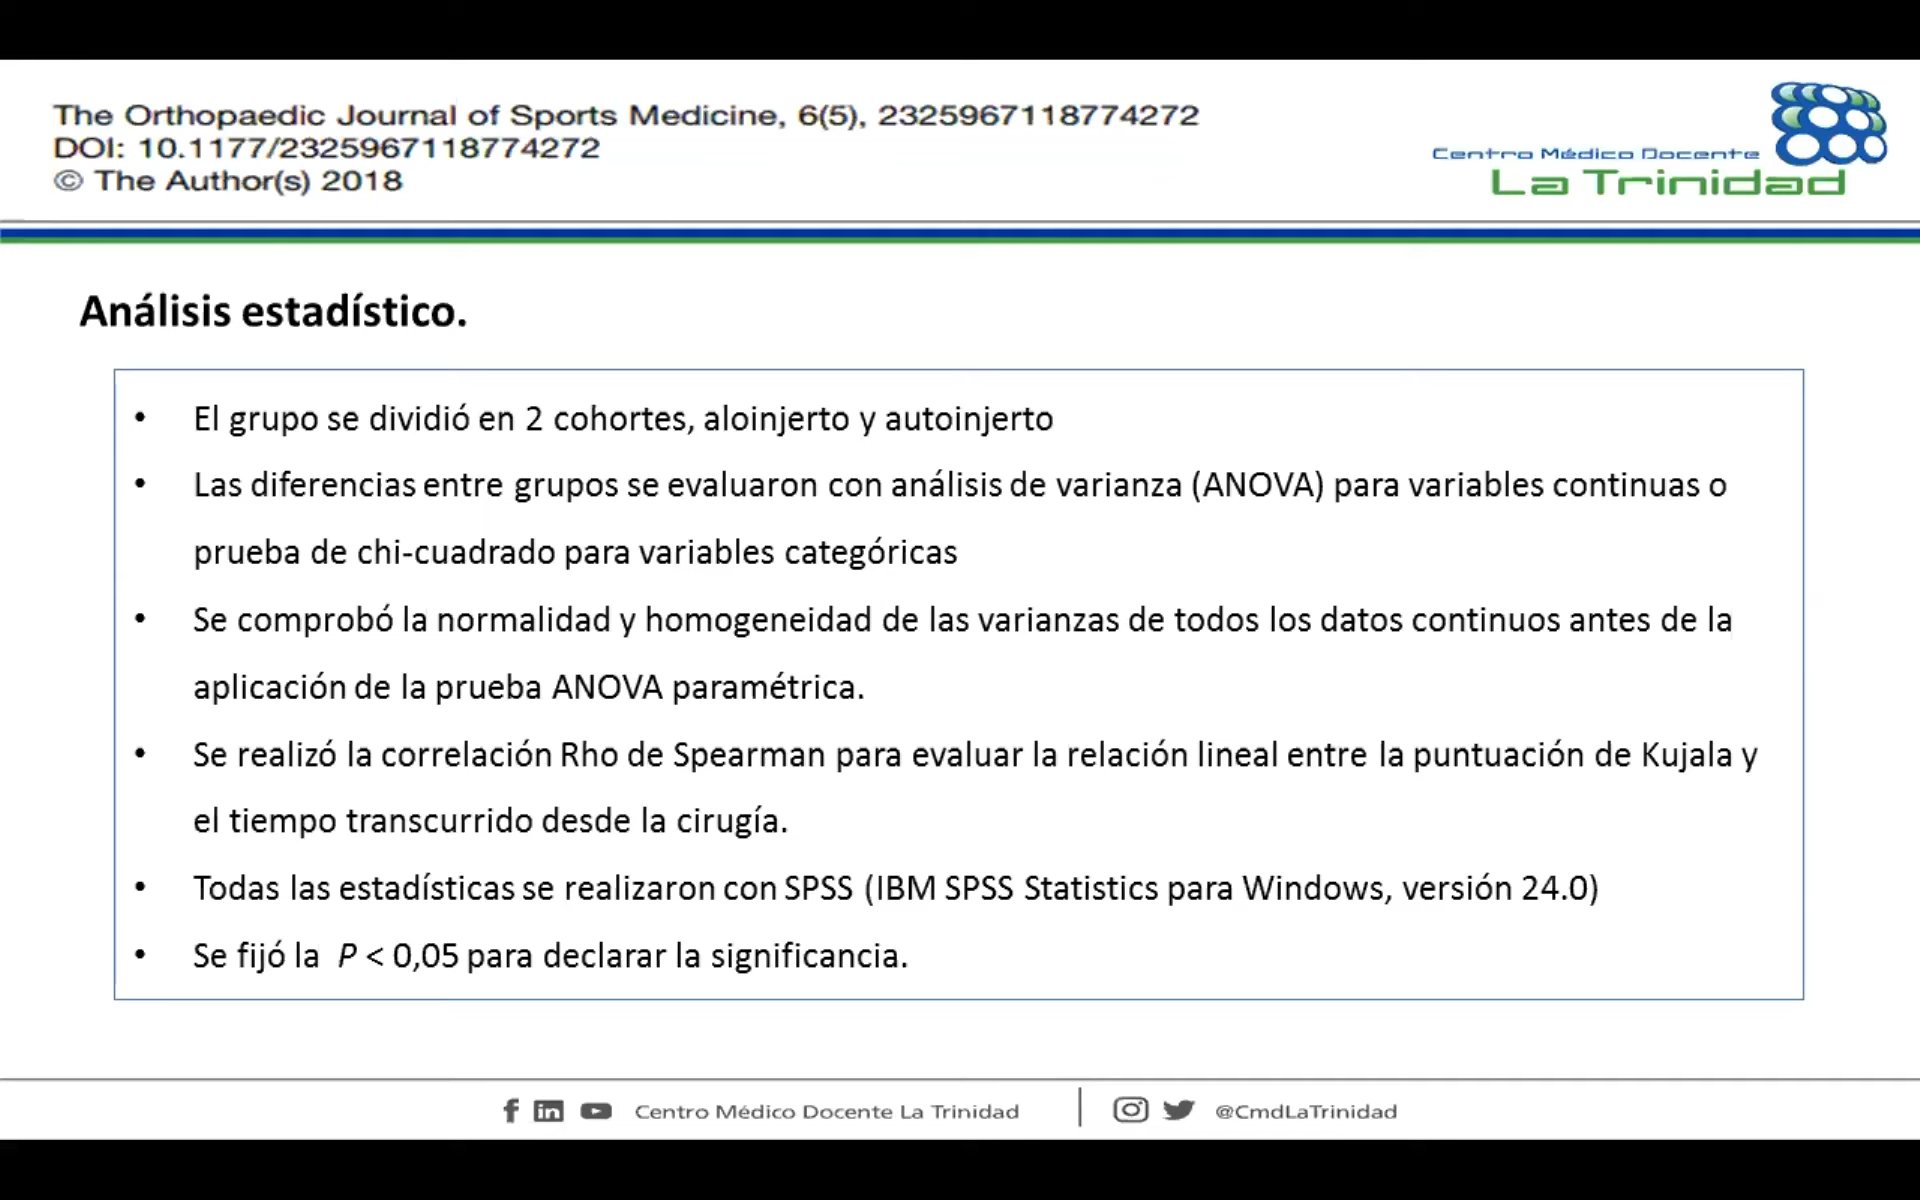 The Orthopaedic Journal of Sports Medicine, 6(5), 2325967118774272
DOI: 10.1177/2325967118774272
© The Author(s) 2018
Centro Médico Docente
La Trinidad
Análisis estadístico.
• El grupo se dividió en 2 cohortes, aloinjerto y autoinjerto
• Las diferencias entre grupos se evaluaron con análisis de varianza (ANOVA) para variables continuas o
prueba de chi-cuadrado para variables categóricas
• Se comprobó la normalidad y homogeneidad de las varianzas de todos los datos continuos antes de la
aplicación de la prueba ANOVA paramétrica.
• Se realizó la correlación Rho de Spearman para evaluar la relación lineal entre la puntuación de Kujala y
el tiempo transcurrido desde la cirugía.
• Todas las estadísticas se realizaron con SPSS (IBM SPSS Statistics para Windows, versión 24.0)
• Se fijó la P < 0,05 para declarar la significancia.
Centro Médico Docente La Trinidad
@CmdLaTrinidad